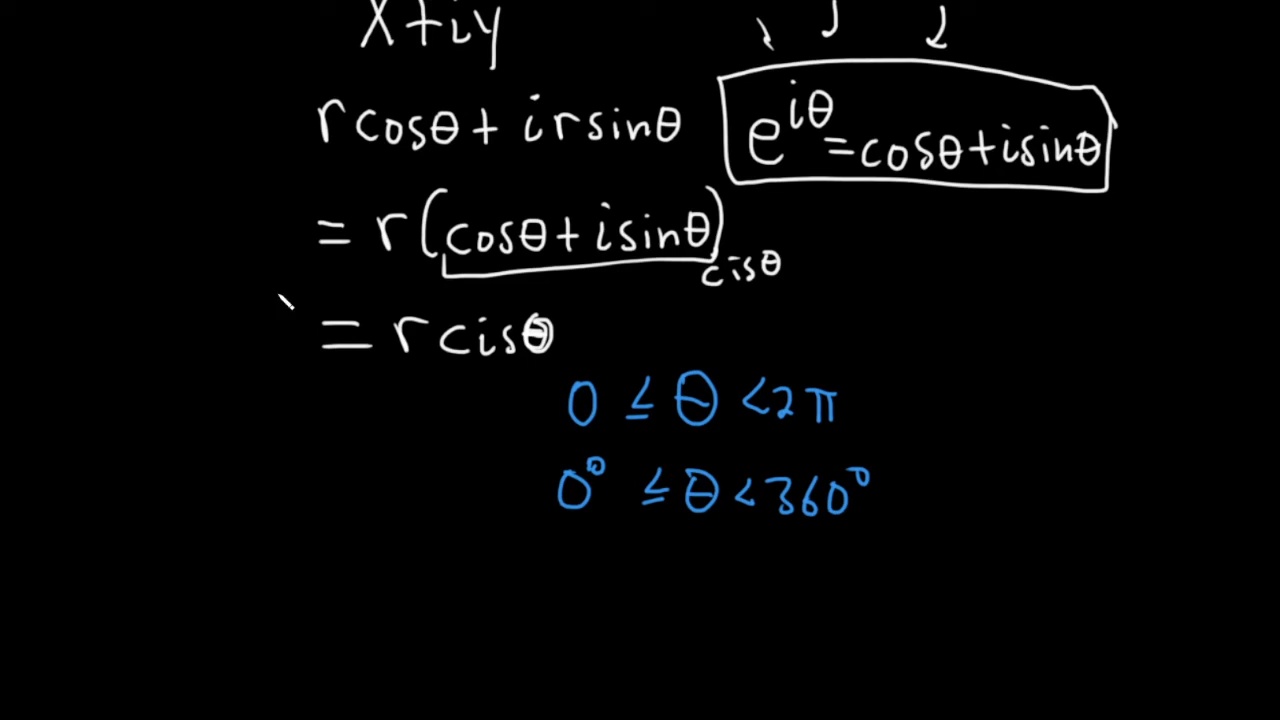 x+iy
rcosθ+irsinθ
e^{iθ}=cosθ+isinθ
=r(cosθ+isinθ)
cisθ
=rcisθ
0≤θ<2π
0°≤θ<360°